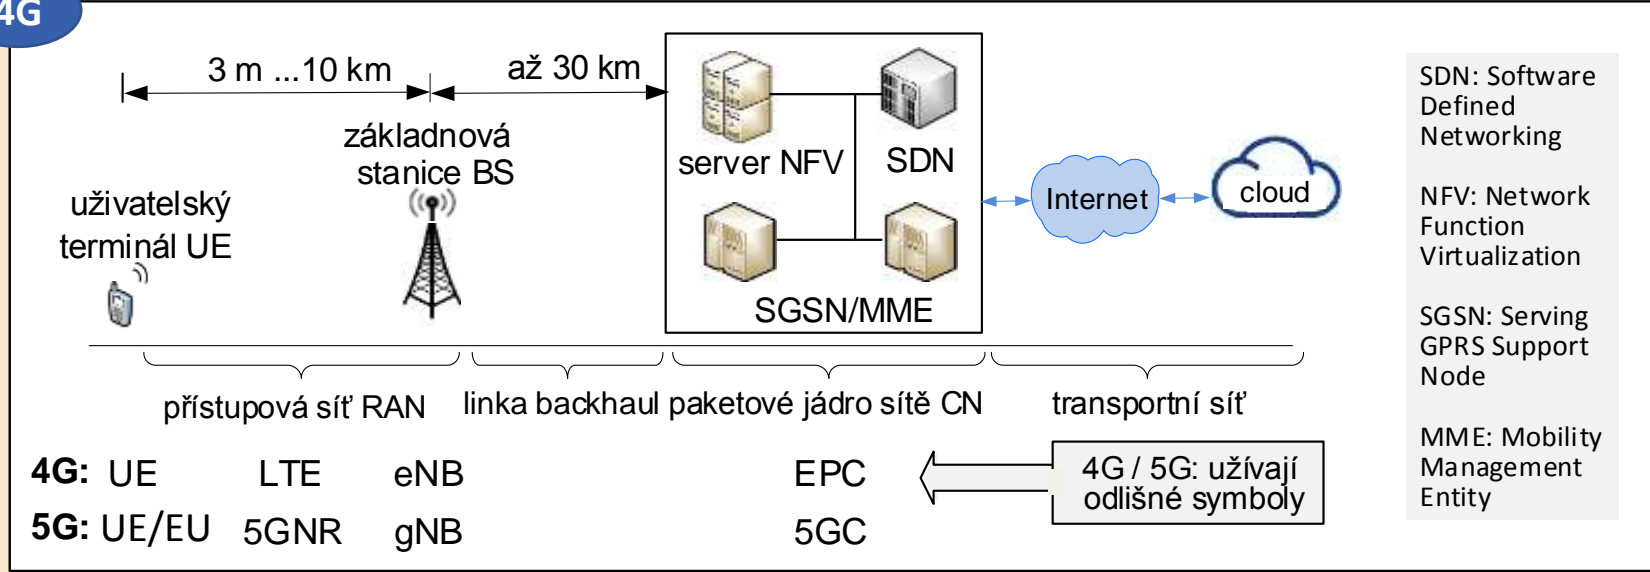 4G
3 m ...10 km
až 30 km
základnová
stanice BS
uživatelský
terminál UE
server NFV
SDN
SGSN/MME
Internet
cloud
přístupová síť RAN
linka backhaul
paketové jádro sítě CN
transportní síť
4G: UE LTE eNB EPC
5G: UE/EU 5GNR gNB 5GC
4G / 5G: užívají
odlišné symboly
SDN: Software
Defined
Networking
NFV: Network
Function
Virtualization
SGSN: Serving
GPRS Support
Node
MME: Mobility
Management
Entity